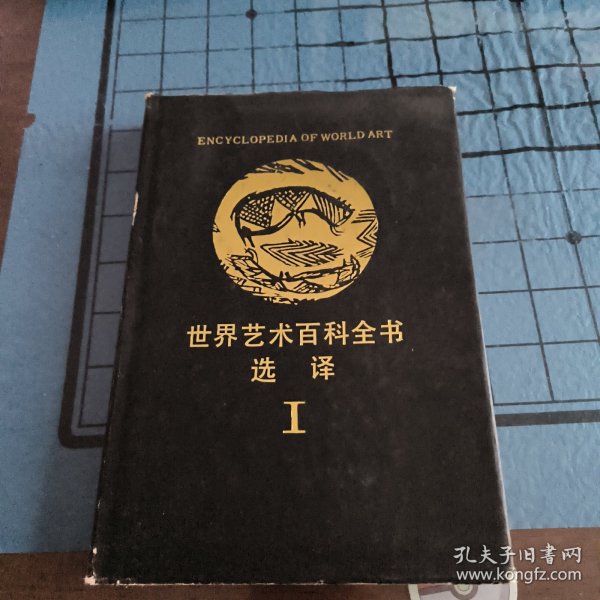 ENCYCLOPEDIA OF WORLD ART
世界艺术百科全书
选 译
I
孔夫子旧书网
www.kongfz.com